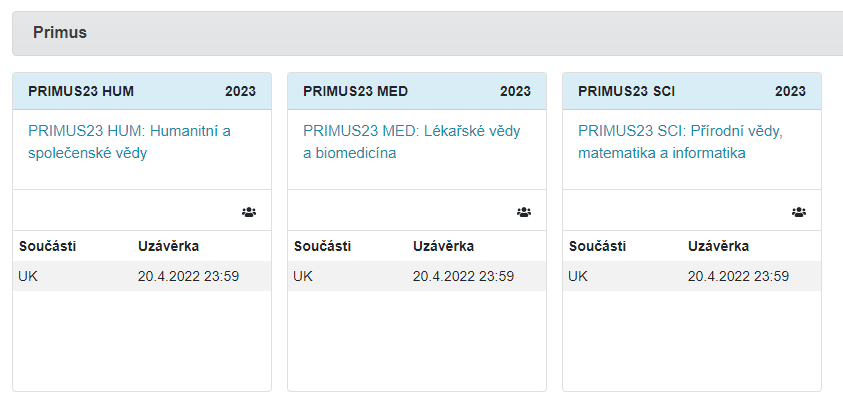 Primus
PRIMUS23 HUM 2023
PRIMUS23 HUM: Humanitní a
společenské vědy
Součásti Uzávěrka
UK 20.4.2022 23:59
PRIMUS23 MED 2023
PRIMUS23 MED: Lékařské vědy
a biomedicína
Součásti Uzávěrka
UK 20.4.2022 23:59
PRIMUS23 SCI 2023
PRIMUS23 SCI: Přírodní vědy,
matematika a informatika
Součásti Uzávěrka
UK 20.4.2022 23:59